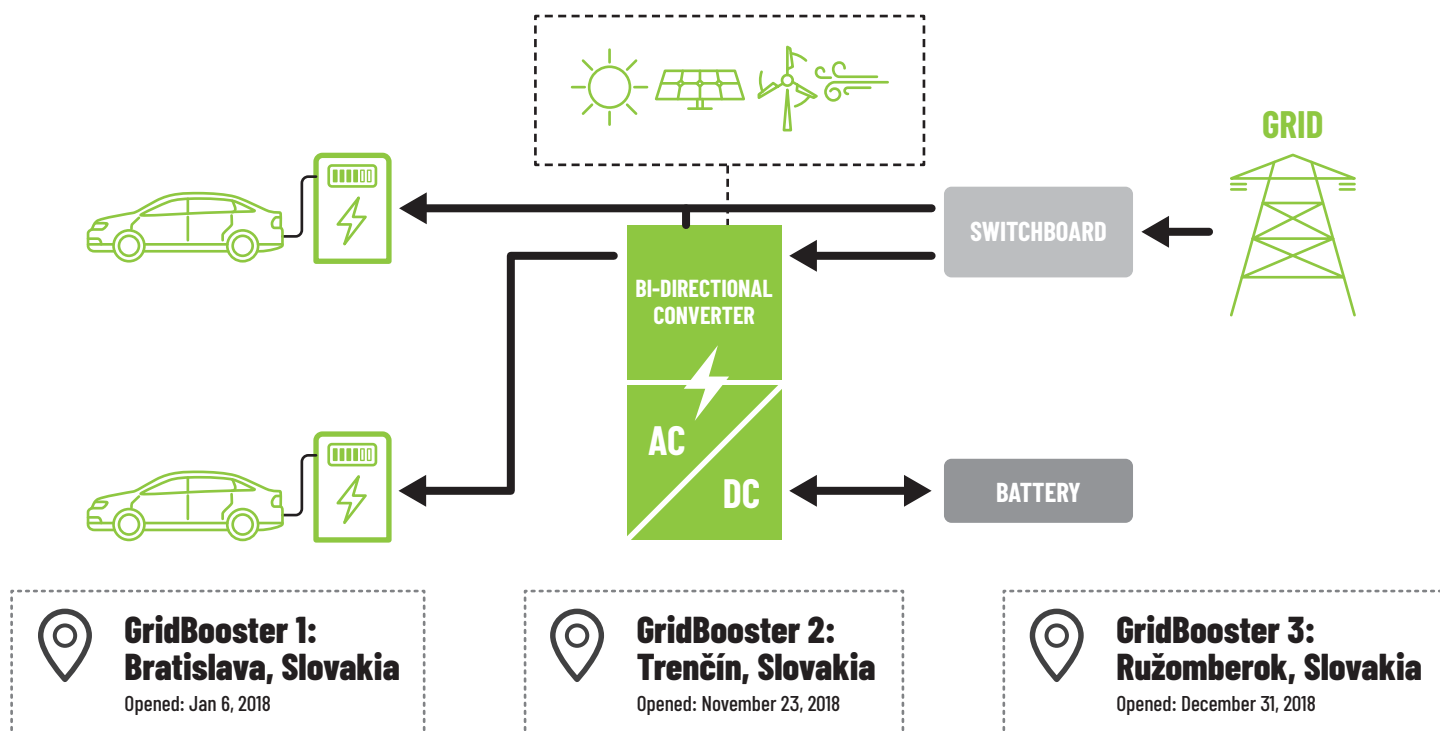 GRID
SWITCHBOARD
BI-DIRECTIONAL
CONVERTER
AC
DC
BATTERY
GridBooster 1:
Bratislava, Slovakia
Opened: Jan 6, 2018
GridBooster 2:
Trenčín, Slovakia
Opened: November 23, 2018
GridBooster 3:
Ružomberok, Slovakia
Opened: December 31, 2018